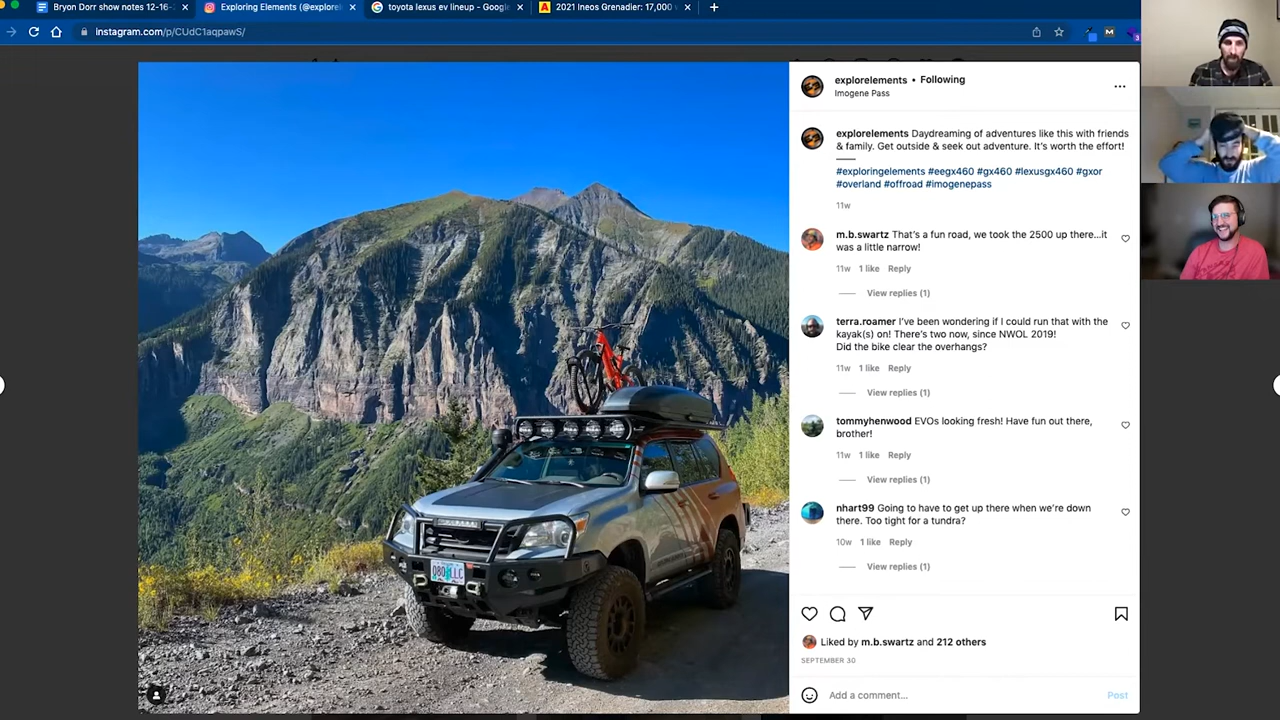 Bryon Dorr show notes 12-16-2
Exploring Elements (@explorel
toyota lexus ev lineup - Google
2021 Ineos Grenadier: 17,000 w
instagram.com/p/CUdC1aqpawS/
M
3
explorelements • Following
Imogene Pass
explorelements Daydreaming of adventures like this with friends
& family. Get outside & seek out adventure. It's worth the effort!
#exploringelements #eegx460 #gx460 #lexusgx460 #gxor
#overland #offroad #imogenepass
11w
m.b.swartz That's a fun road, we took the 2500 up there...it
was a little narrow!
11w 1 like Reply
View replies (1)
terra.roamer I've been wondering if I could run that with the
kayak(s) on! There's two now, since NWOL 2019!
Did the bike clear the overhangs?
11w 1 like Reply
View replies (1)
tommyhenwood EVOs looking fresh! Have fun out there,
brother!
11w 1 like Reply
View replies (1)
nhart99 Going to have to get up there when we're down
there. Too tight for a tundra?
10w 1 like Reply
View replies (1)
Liked by m.b.swartz and 212 others
SEPTEMBER 30
Add a comment...
Post